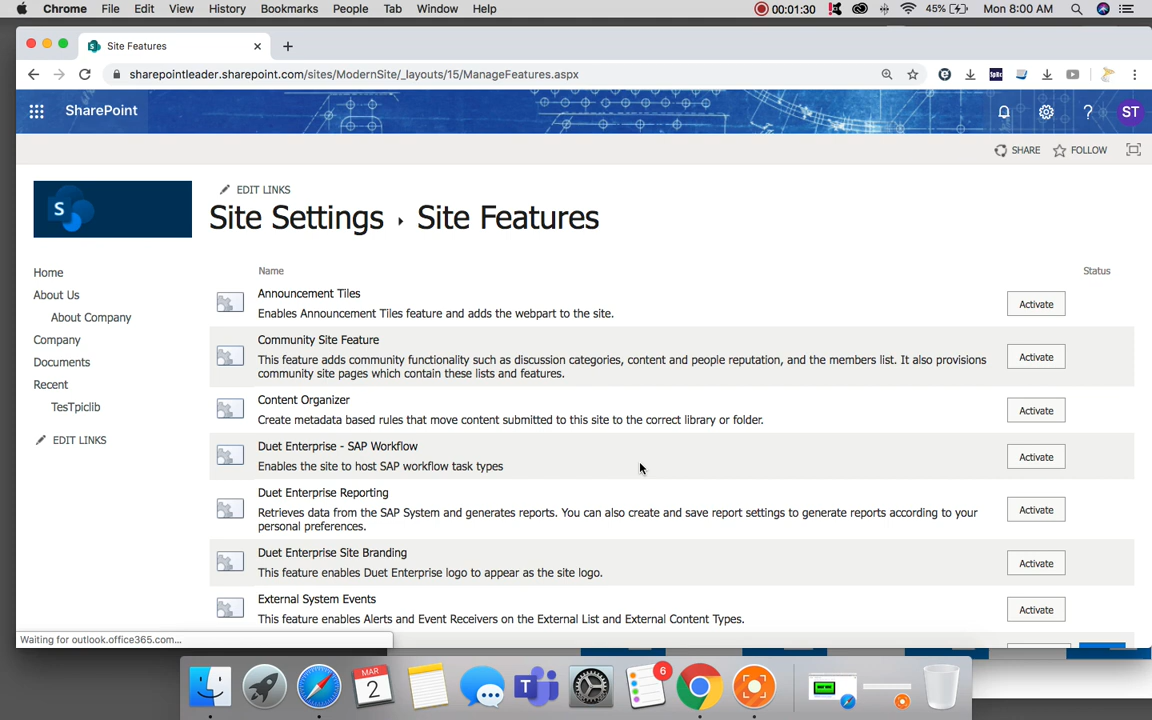 Chrome File Edit View History Bookmarks People Tab Window Help 00:01:30 45% Mon 8:00 AM
Site Features
sharepointleader.sharepoint.com/sites/ModernSite/_layouts/15/ManageFeatures.aspx
SharePoint ? ST
SHARE FOLLOW
S
EDIT LINKS
Site Settings › Site Features
Home
About Us
About Company
Company
Documents
Recent
TesTpiclib
EDIT LINKS
Name Status
Announcement Tiles
Enables Announcement Tiles feature and adds the webpart to the site.
Activate
Community Site Feature
This feature adds community functionality such as discussion categories, content and people reputation, and the members list. It also provisions
community site pages which contain these lists and features.
Activate
Content Organizer
Create metadata based rules that move content submitted to this site to the correct library or folder.
Activate
Duet Enterprise - SAP Workflow
Enables the site to host SAP workflow task types
Activate
Duet Enterprise Reporting
Retrieves data from the SAP System and generates reports. You can also create and save report settings to generate reports according to your
personal preferences.
Activate
Duet Enterprise Site Branding
This feature enables Duet Enterprise logo to appear as the site logo.
Activate
External System Events
This feature enables Alerts and Event Receivers on the External List and External Content Types.
Activate
Waiting for outlook.office365.com...
MAR
2
6